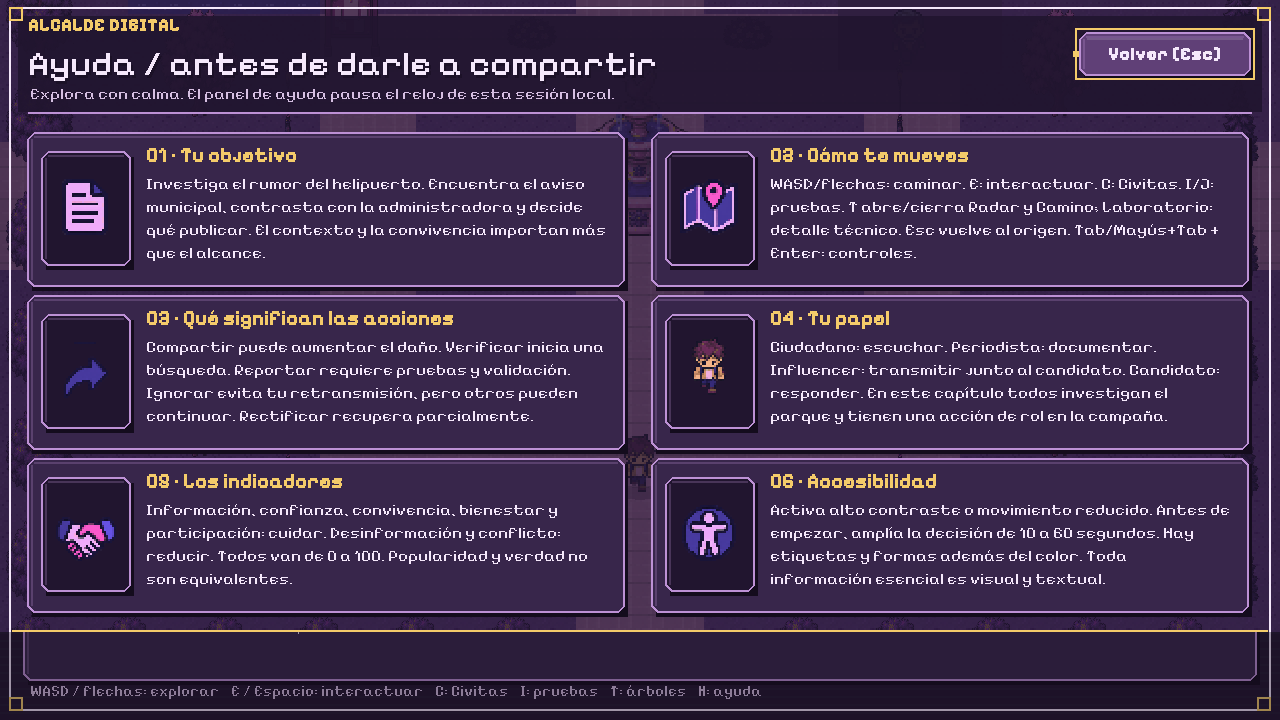 ALCALDE DIGITAL
Ayuda / antes de darle a compartir
Volver (Esc)
Explora con calma. El panel de ayuda pausa el reloj de esta sesión local.
01 · Tu objetivo
Investiga el rumor del helipuerto. Encuentra el aviso
municipal, contrasta con la administradora y decide
qué publicar. El contexto y la convivencia importan más
que el alcance.
02 · Cómo te mueves
WASD/flechas: caminar. E: interactuar. C: Civitas. I/J:
pruebas. T abre/cierra Radar y Camino; Laboratorio:
detalle técnico. Esc vuelve al origen. Tab/Mayús+Tab +
Enter: controles.
03 · Qué significan las acciones
Compartir puede aumentar el daño. Verificar inicia una
búsqueda. Reportar requiere pruebas y validación.
Ignorar evita tu retransmisión, pero otros pueden
continuar. Rectificar recupera parcialmente.
04 · Tu papel
Ciudadano: escuchar. Periodista: documentar.
Influencer: transmitir junto al candidato. Candidato:
responder. En este capítulo todos investigan el
parque y tienen una acción de rol en la campaña.
05 · Los indicadores
Información, confianza, convivencia, bienestar y
participación: cuidar. Desinformación y conflicto:
reducir. Todos van de 0 a 100. Popularidad y verdad no
son equivalentes.
06 · Accesibilidad
Activa alto contraste o movimiento reducido. Antes de
empezar, amplía la decisión de 10 a 60 segundos. Hay
etiquetas y formas además del color. Toda
información esencial es visual y textual.
WASD / flechas: explorar E / Espacio: interactuar C: Civitas I: pruebas T: árboles H: ayuda